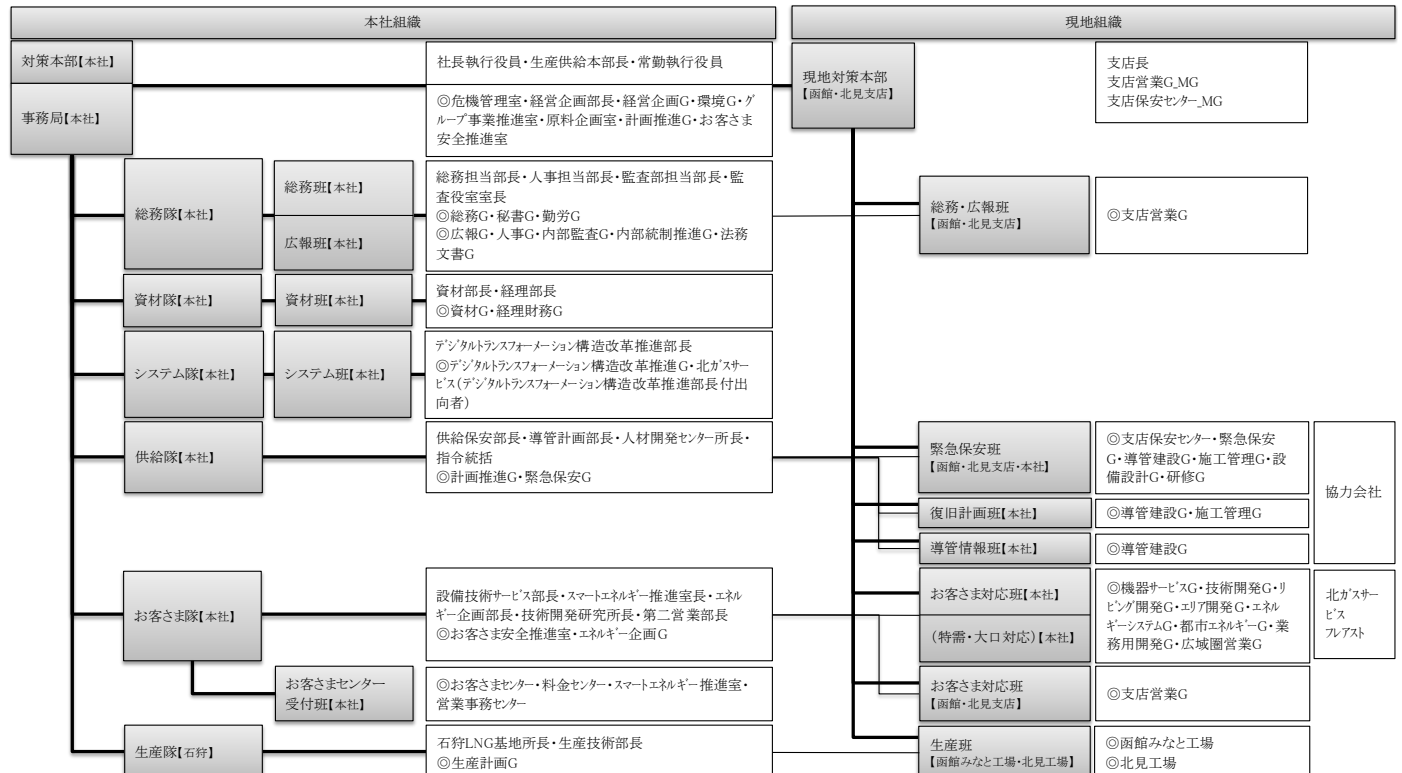 本社組織
対策本部【本社】
社長執行役員・生産供給本部長・常勤執行役員
事務局【本社】
◎危機管理室・経営企画部長・経営企画G・環境G・グ
ループ事業推進室・原料企画室・計画推進G・お客さま
安全推進室
総務隊【本社】
総務班【本社】
広報班【本社】
総務担当部長・人事担当部長・監査部担当部長・監
査役室室長
◎総務G・秘書G・勤労G
◎広報G・人事G・内部監査G・内部統制推進G・法務
文書G
資材隊【本社】
資材班【本社】
資材部長・経理部長
◎資材G・経理財務G
システム隊【本社】
システム班【本社】
デジタルトランスフォーメーション構造改革推進部長
◎デジタルトランスフォーメーション構造改革推進G・北ガスサー
ビス(デジタルトランスフォーメーション構造改革推進部長付出
向者)
供給隊【本社】
供給保安部長・導管計画部長・人材開発センター所長・
指令統括
◎計画推進G・緊急保安G
お客さま隊【本社】
設備技術サービス部長・スマートエネルギー推進室長・エネル
ギー企画部長・技術開発研究所長・第二営業部長
◎お客さま安全推進室・エネルギー企画G
お客さまセンター
受付班【本社】
◎お客さまセンター・料金センター・スマートエネルギー推進室・
営業事務センター
生産隊【石狩】
石狩LNG基地所長・生産技術部長
◎生産計画G
現地組織
現地対策本部
【函館・北見支店】
支店長
支店営業G_MG
支店保安センター_MG
総務・広報班
【函館・北見支店】
◎支店営業G
緊急保安班
【函館・北見支店・本社】
◎支店保安センター・緊急保安
G・導管建設G・施工管理G・設
備設計G・研修G
協力会社
復旧計画班【本社】
◎導管建設G・施工管理G
導管情報班【本社】
◎導管建設G
お客さま対応班【本社】
(特需・大口対応)【本社】
◎機器サービスG・技術開発G・リ
ビング開発G・エリア開発G・エネル
ギーシステムG・都市エネルギーG・業
務用開発G・広域圏営業G
北ガスサー
ビス
フレアスト
お客さま対応班
【函館・北見支店】
◎支店営業G
生産班
【函館みなと工場・北見工場】
◎函館みなと工場
◎北見工場